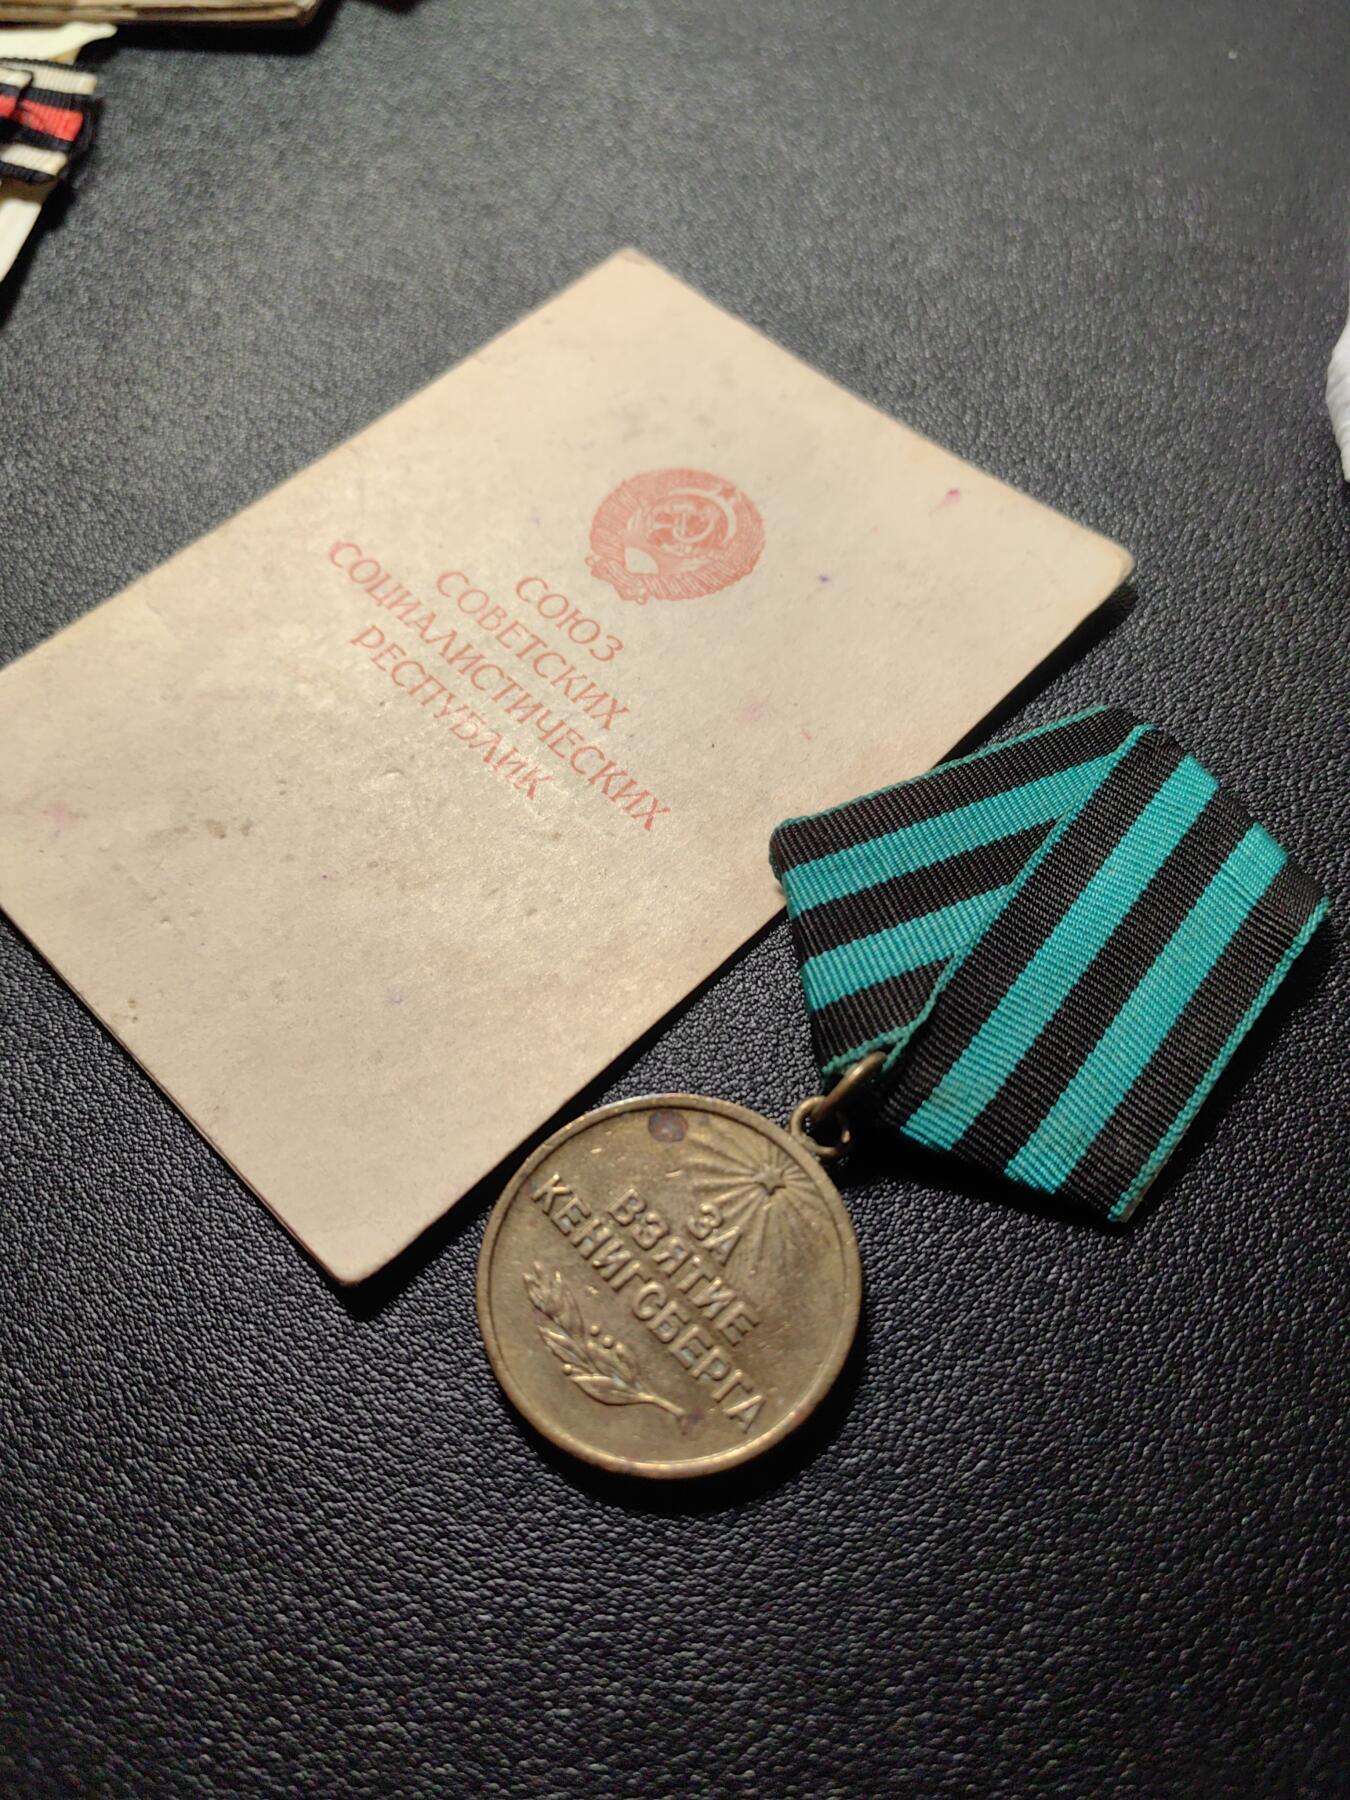 СОЮЗ
СОВЕТСКИХ
СОЦИАЛИСТИЧЕСКИХ
РЕСПУБЛИК
ЗА
ВЗЯТИЕ
КЕНИГСБЕРГА